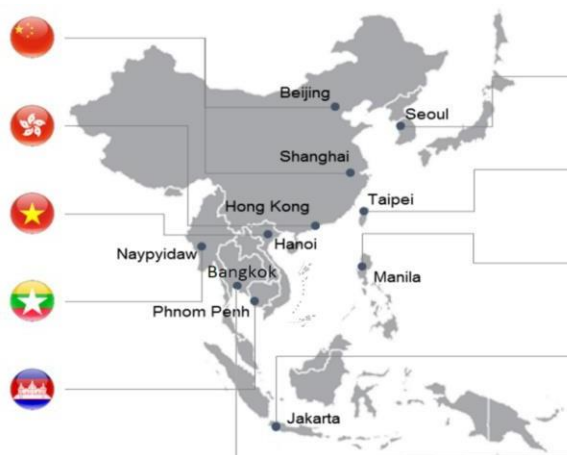 Beijing
Seoul
Shanghai
Hong Kong
Taipei
Hanoi
Naypyidaw
Bangkok
Manila
Phnom Penh
Jakarta